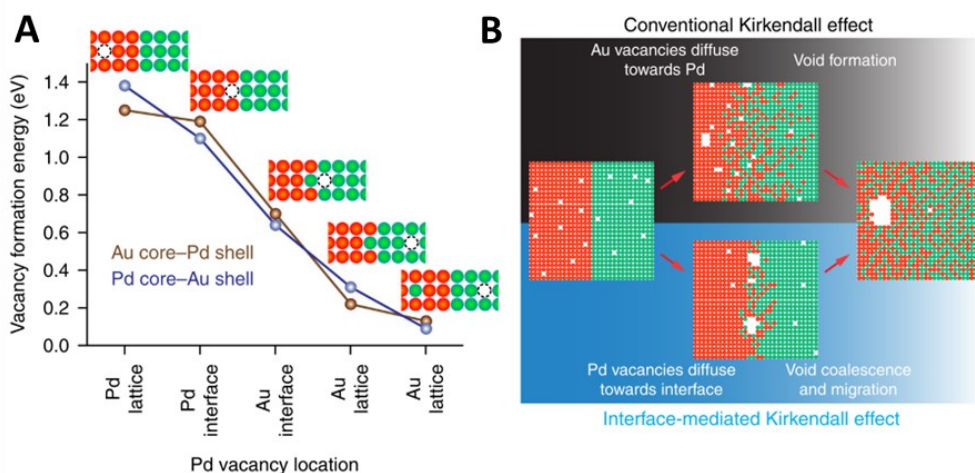 A
Vacancy formation energy (eV)
1.4
1.2
1.0
0.8
0.6
0.4
0.2
0.0
Au core–Pd shell
Pd core–Au shell
Pd
lattice
Pd
interface
Au
interface
Au
lattice
Au
lattice
Pd vacancy location
B
Conventional Kirkendall effect
Au vacancies diffuse
towards Pd
Void formation
Pd vacancies diffuse
towards interface
Void coalescence
and migration
Interface-mediated Kirkendall effect